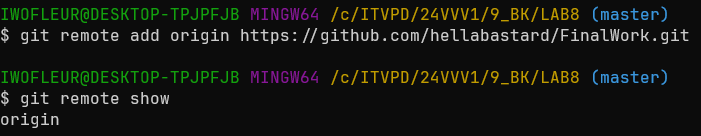 IWOFLEUR@DESKTOP-TPJPFJB MINGW64 /c/ITVPD/24VVV1/9_BK/LAB8 (master)
$ git remote add origin https://github.com/hellabastard/FinalWork.git
IWOFLEUR@DESKTOP-TPJPFJB MINGW64 /c/ITVPD/24VVV1/9_BK/LAB8 (master)
$ git remote show
origin